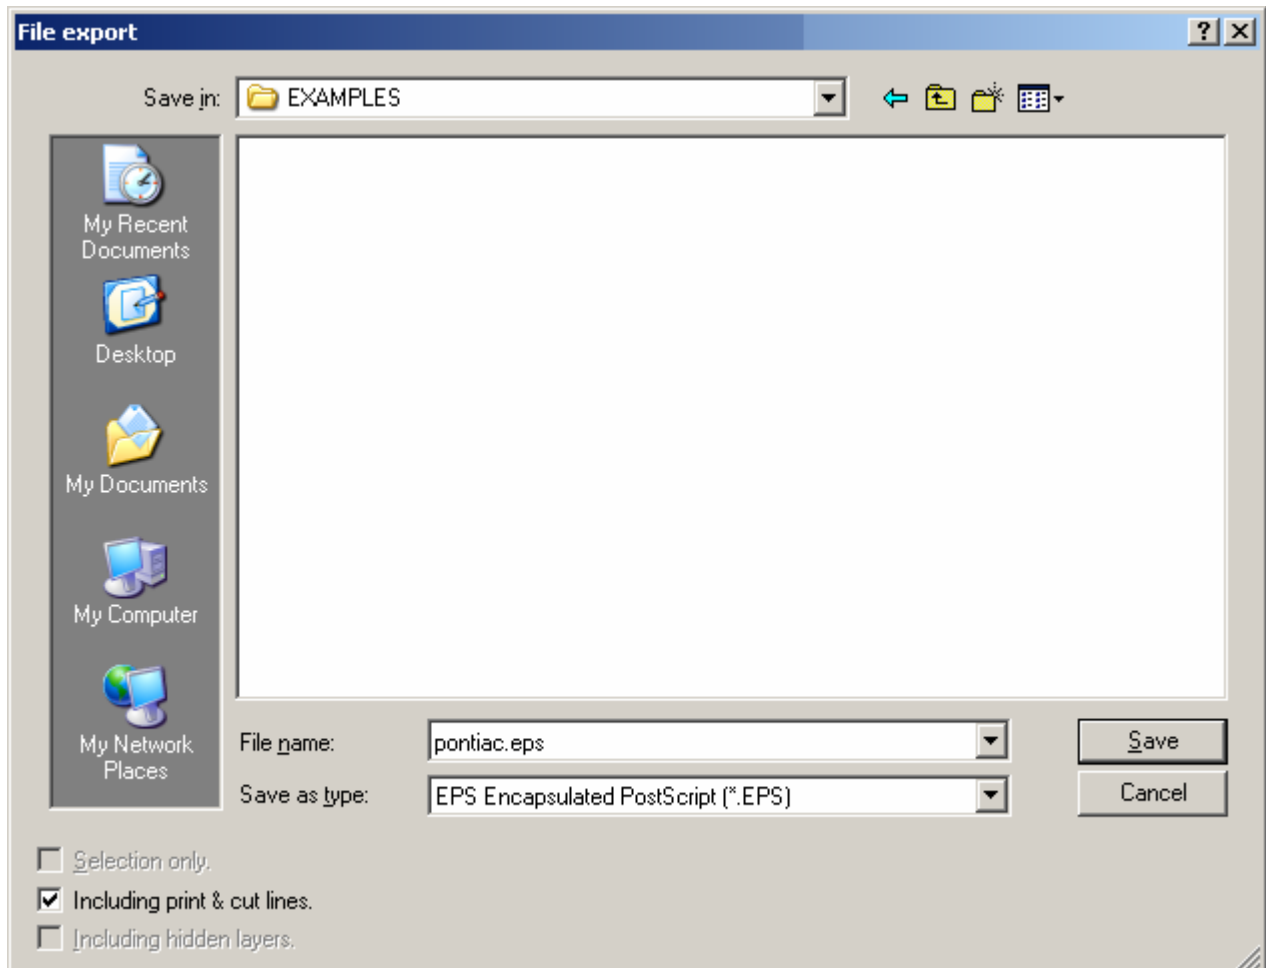 File export
Save in:
EXAMPLES
My Recent
Documents
Desktop
My Documents
My Computer
My Network
Places
File name:
pontiac.eps
Save
Save as type:
EPS Encapsulated PostScript (*.EPS)
Cancel
Selection only.
Including print & cut lines.
Including hidden layers.